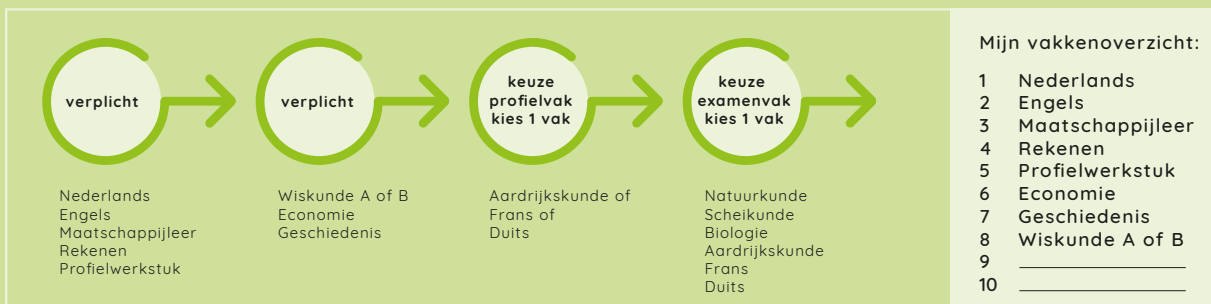 verplicht
Nederlands
Engels
Maatschappijleer
Rekenen
Profielwerkstuk
verplicht
Wiskunde A of B
Economie
Geschiedenis
keuze
profielvak
kies 1 vak
Aardrijkskunde of
Frans of
Duits
keuze
examenvak
kies 1 vak
Natuurkunde
Scheikunde
Biologie
Aardrijkskunde
Frans
Duits
Mijn vakkenoverzicht:
1 Nederlands
2 Engels
3 Maatschappijleer
4 Rekenen
5 Profielwerkstuk
6 Economie
7 Geschiedenis
8 Wiskunde A of B
9
10